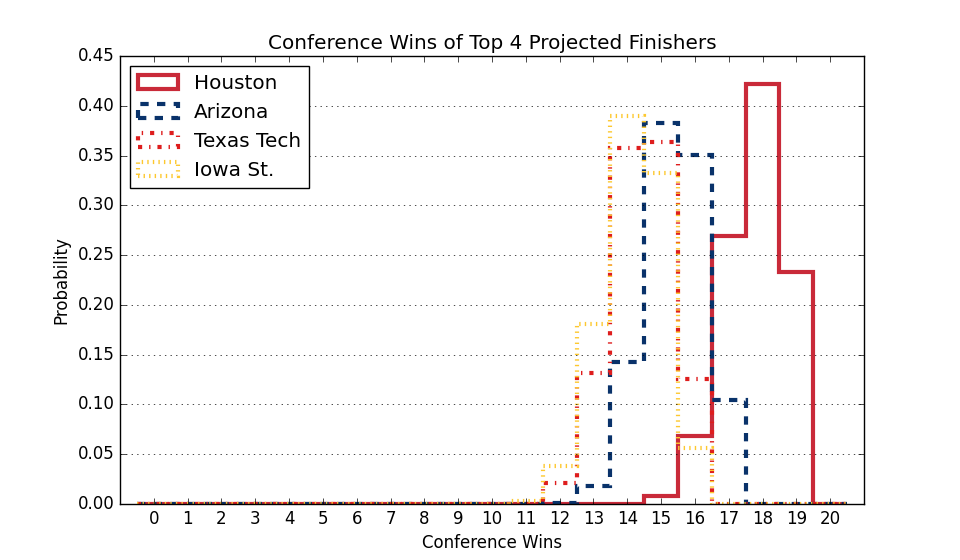 Conference Wins of Top 4 Projected Finishers
Houston
Arizona
Texas Tech
Iowa St.
Probability
0.45
0.40
0.35
0.30
0.25
0.20
0.15
0.10
0.05
0.00
0 1 2 3 4 5 6 7 8 9 10 11 12 13 14 15 16 17 18 19 20
Conference Wins